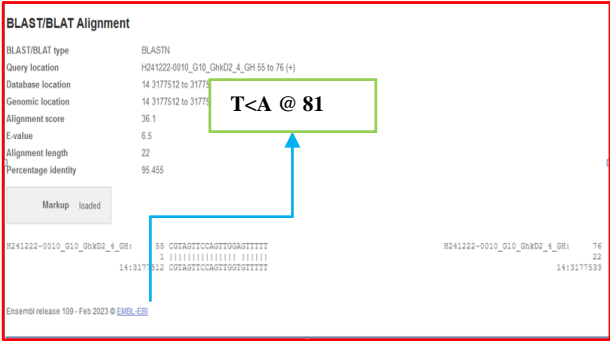 BLAST/BLAT Alignment
BLAST/BLAT type BLASTN
Query location H241222-0010_G10_GhkD2_4_GH 55 to 76 (+)
Database location 14 3177512 to
Genomic location 14 3177512 to
T<A @ 81
Alignment score 36.1
E-value 6.5
Alignment length 22
Percentage identity 95.455
Markup loaded
H241222-0010_G10_GhkD2_4_GH: 55 CGTAGTTCCAGTTGGAGTTTTT H241222-0010_G10_GhkD2_4_GH: 76
1 ||||||||||||||| |||||| 22
14:3177512 CGTAGTTCCAGTTGGTGTTTTT 14:3177533
Ensembl release 109 - Feb 2023 © EMBL-EBI